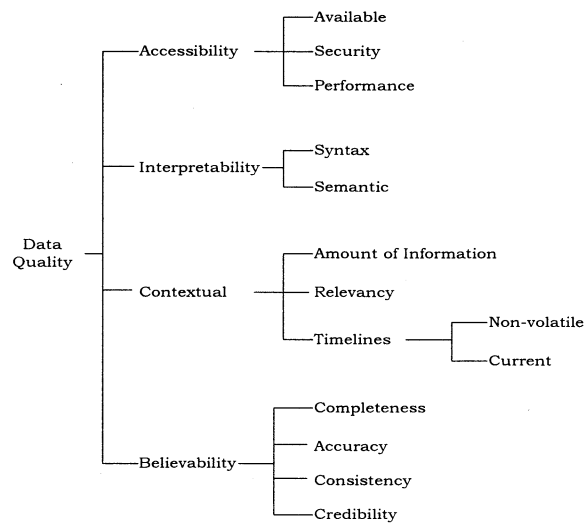 Available
Accessibility
Security
Performance
Syntax
Interpretability
Semantic
Data
Quality
Amount of Information
Contextual
Relevancy
Timelines
Non-volatile
Current
Completeness
Accuracy
Believability
Consistency
Credibility